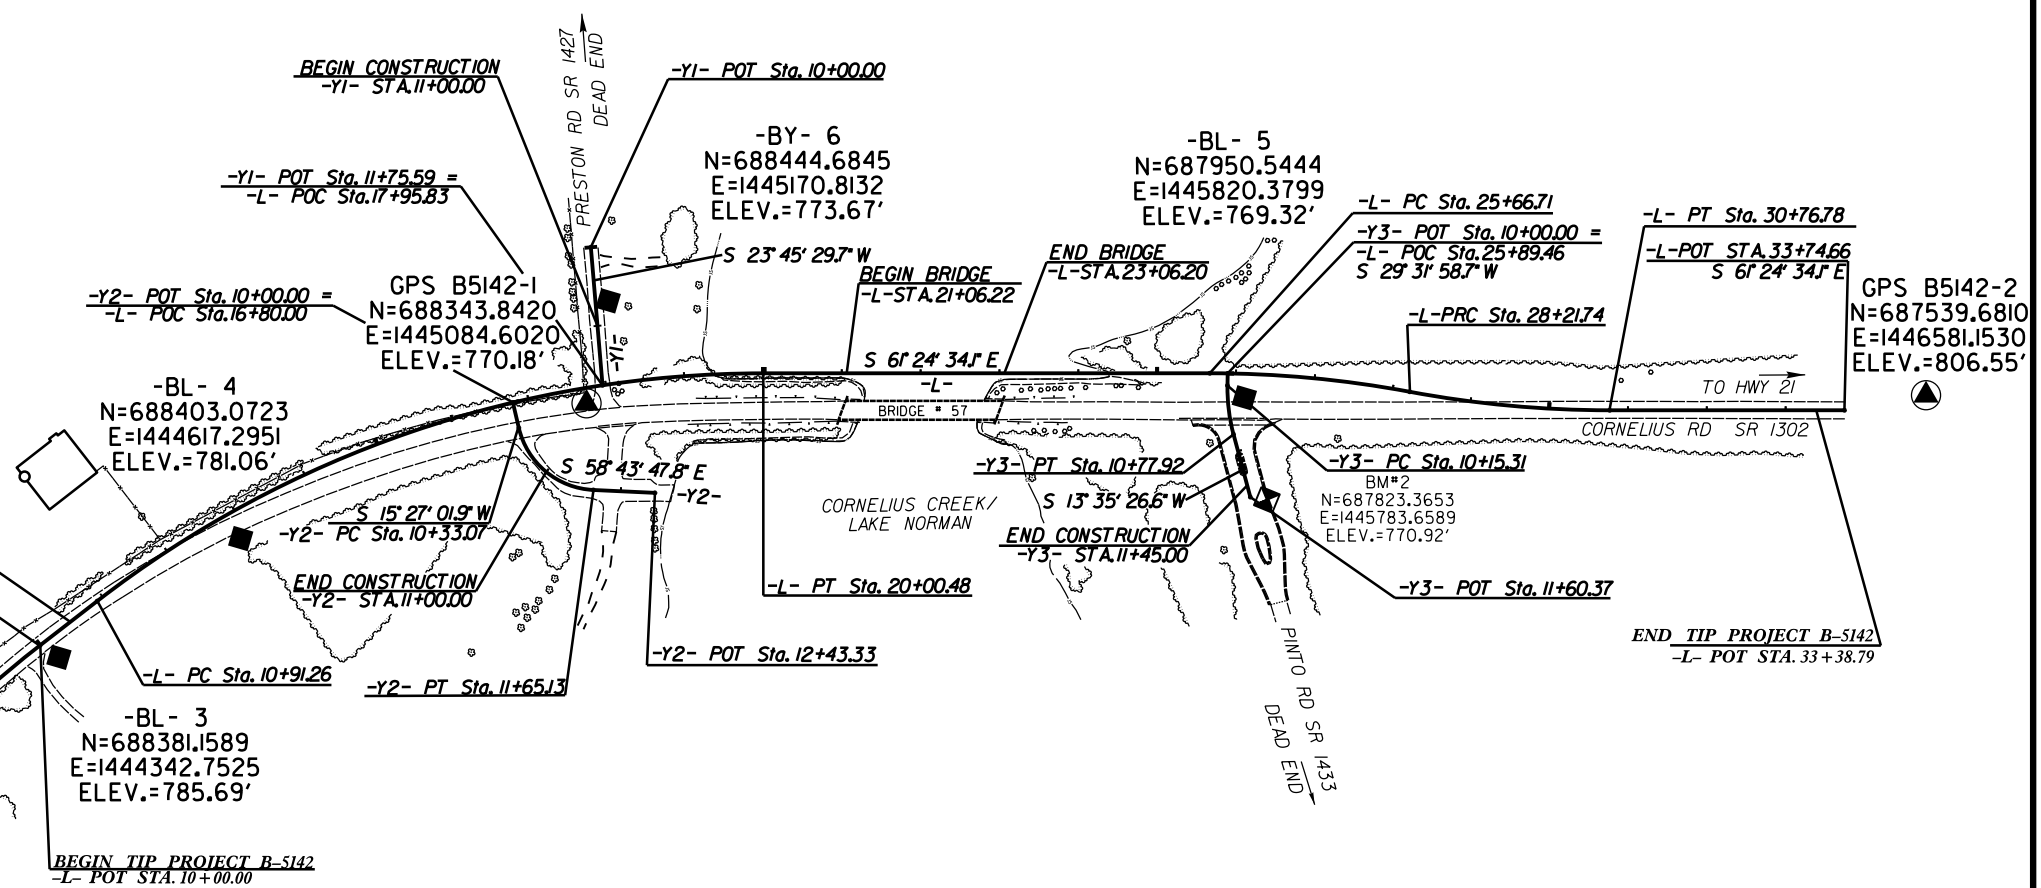 BEGIN CONSTRUCTION
-Y1- STA.11+00.00
PRESTON RD SR 1427
DEAD END
-Y1- POT Sta. 10+00.00
-BY- 6
N=688444.6845
E=1445170.8132
ELEV.=773.67'
-BL- 5
N=687950.5444
E=1445820.3799
ELEV.=769.32'
-Y1- POT Sta. 11+75.59 =
-L- POC Sta.17+95.83
-L- PC Sta. 25+66.71
-Y3- POT Sta. 10+00.00 =
-L- POC Sta.25+89.46
S 29° 31' 58.7" W
-L- PT Sta. 30+76.78
-L-POT STA.33+74.66
S 61° 24' 34.1" E
S 23° 45' 29.7" W
BEGIN BRIDGE
-L-STA.21+06.22
END BRIDGE
-L-STA.23+06.20
GPS B5142-1
N=688343.8420
E=1445084.6020
ELEV.=770.18'
-Y2- POT Sta. 10+00.00 =
-L- POC Sta.16+80.00
-L-PRC Sta. 28+21.74
GPS B5142-2
N=687539.6810
E=1446581.1530
ELEV.=806.55'
-Y1-
S 61° 24' 34.1" E
-L-
BRIDGE # 57
TO HWY 21
CORNELIUS RD SR 1302
-BL- 4
N=688403.0723
E=1444617.2951
ELEV.=781.06'
S 58° 43' 47.8" E
-Y2-
CORNELIUS CREEK/
LAKE NORMAN
-Y3- PT Sta. 10+77.92
S 13° 35' 26.6" W
END CONSTRUCTION
-Y3- STA.11+45.00
-Y3- PC Sta. 10+15.31
BM#2
N=687823.3653
E=1445783.6589
ELEV.=770.92'
S 15° 27' 01.9" W
-Y2- PC Sta. 10+33.07
END CONSTRUCTION
-Y2- STA.11+00.00
-L- PT Sta. 20+00.48
-Y3- POT Sta. 11+60.37
-Y2- POT Sta. 12+43.33
-L- PC Sta. 10+91.26
-Y2- PT Sta. 11+65.13
END TIP PROJECT B-5142
-L- POT STA. 33+38.79
PINTO RD SR 1433
DEAD END
-BL- 3
N=688381.1589
E=1444342.7525
ELEV.=785.69'
BEGIN TIP PROJECT B-5142
-L- POT STA. 10+00.00